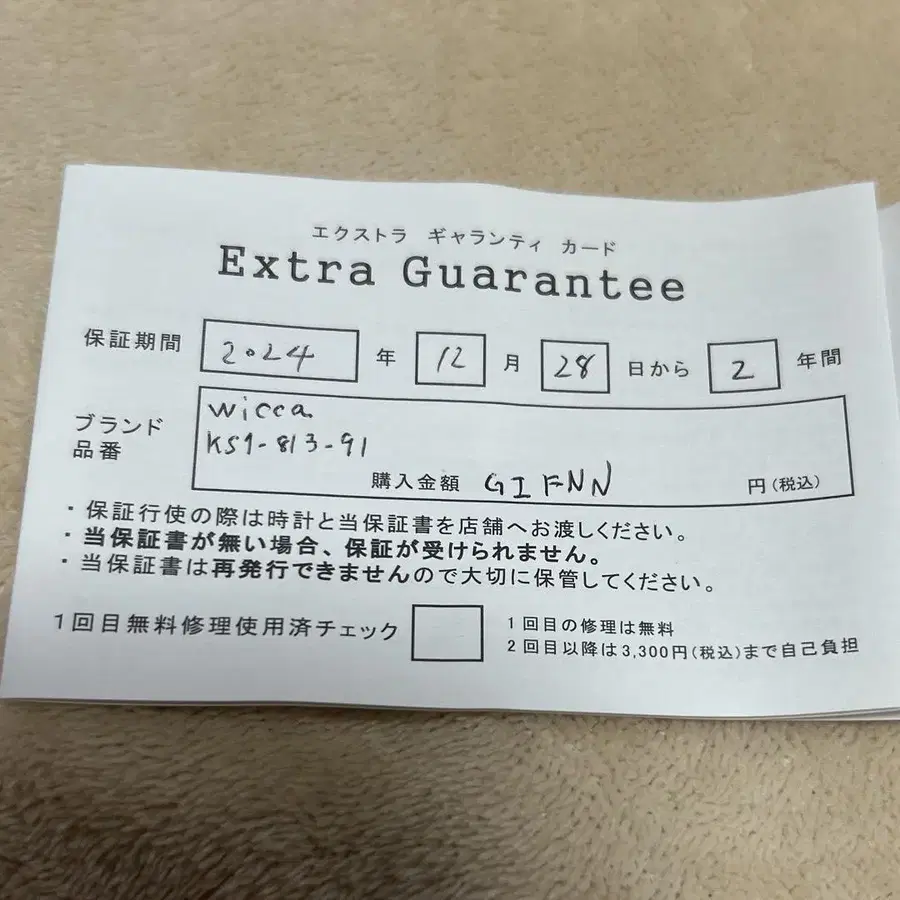 エクストラ ギャランティ カード
Extra Guarantee
保証期間 2024 年 12 月 28 日から 2 年間
ブランド
品番
wicca
KS1-813-91
購入金額 GIFNN 円(税込)
・保証行使の際は時計と当保証書を店舗へお渡しください。
・当保証書が無い場合、保証が受けられません。
・当保証書は再発行できませんので大切に保管してください。
1回目無料修理使用済チェック
1回目の修理は無料
2回目以降は3,300円(税込)まで自己負担